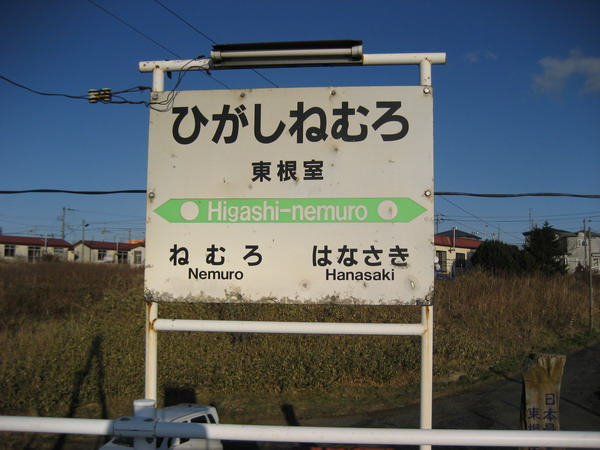 ひがしねむろ
東根室
Higashi-nemuro
ねむろ はなさき
Nemuro Hanasaki
日本
東